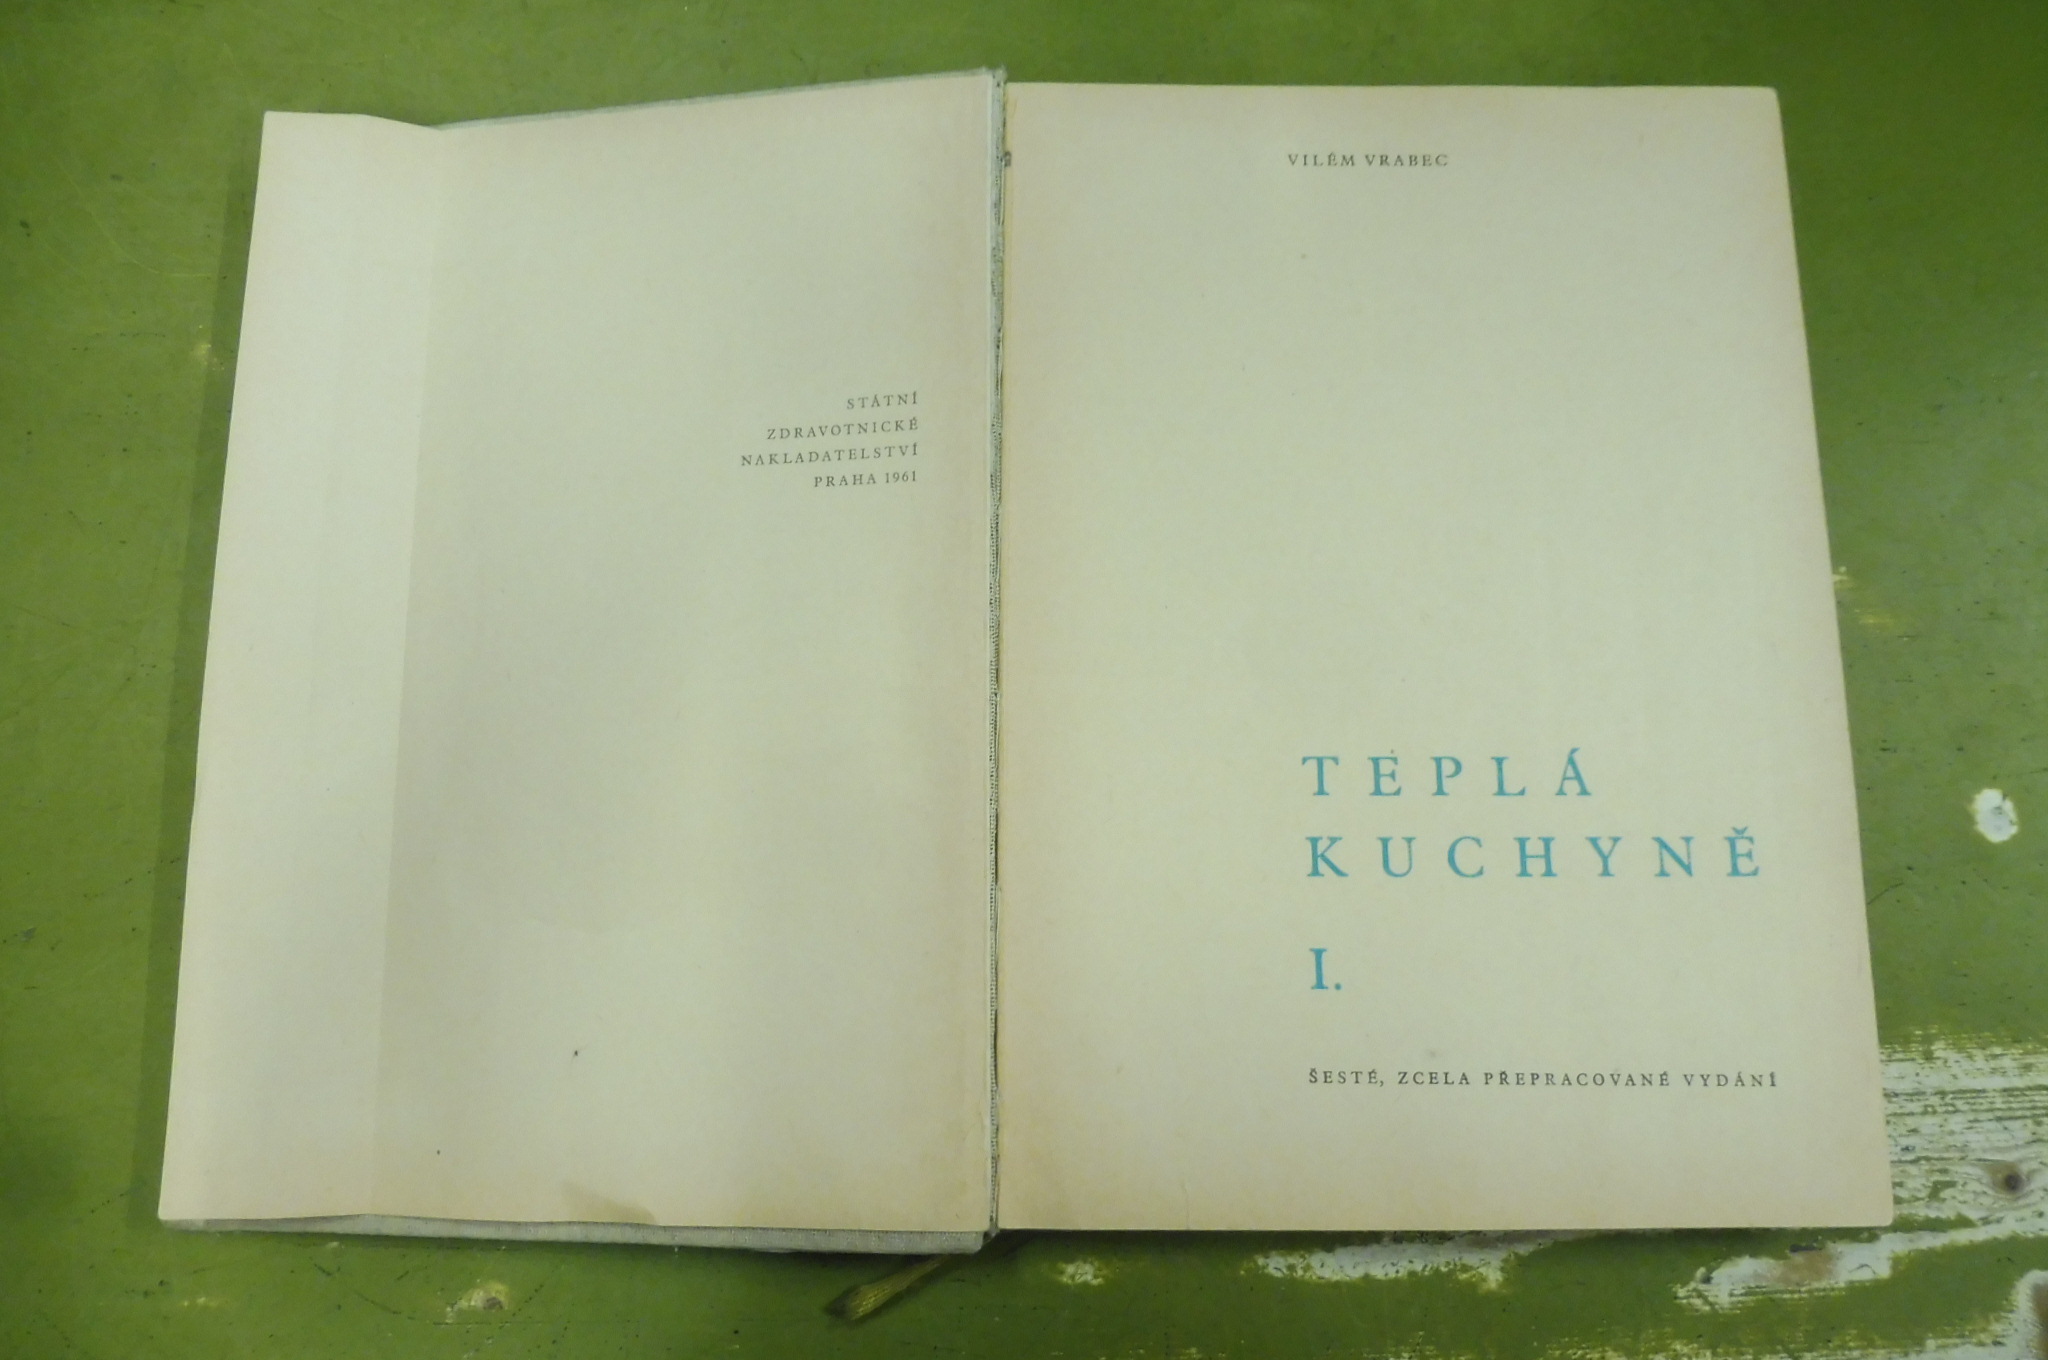 STÁTNÍ
ZDRAVOTNICKÉ
NAKLADATELSTVÍ
PRAHA 1961
VILÉM VRABEC
TEPLÁ
KUCHYNĚ
I.
ŠESTÉ, ZCELA PŘEPRACOVANÉ VYDÁNÍ